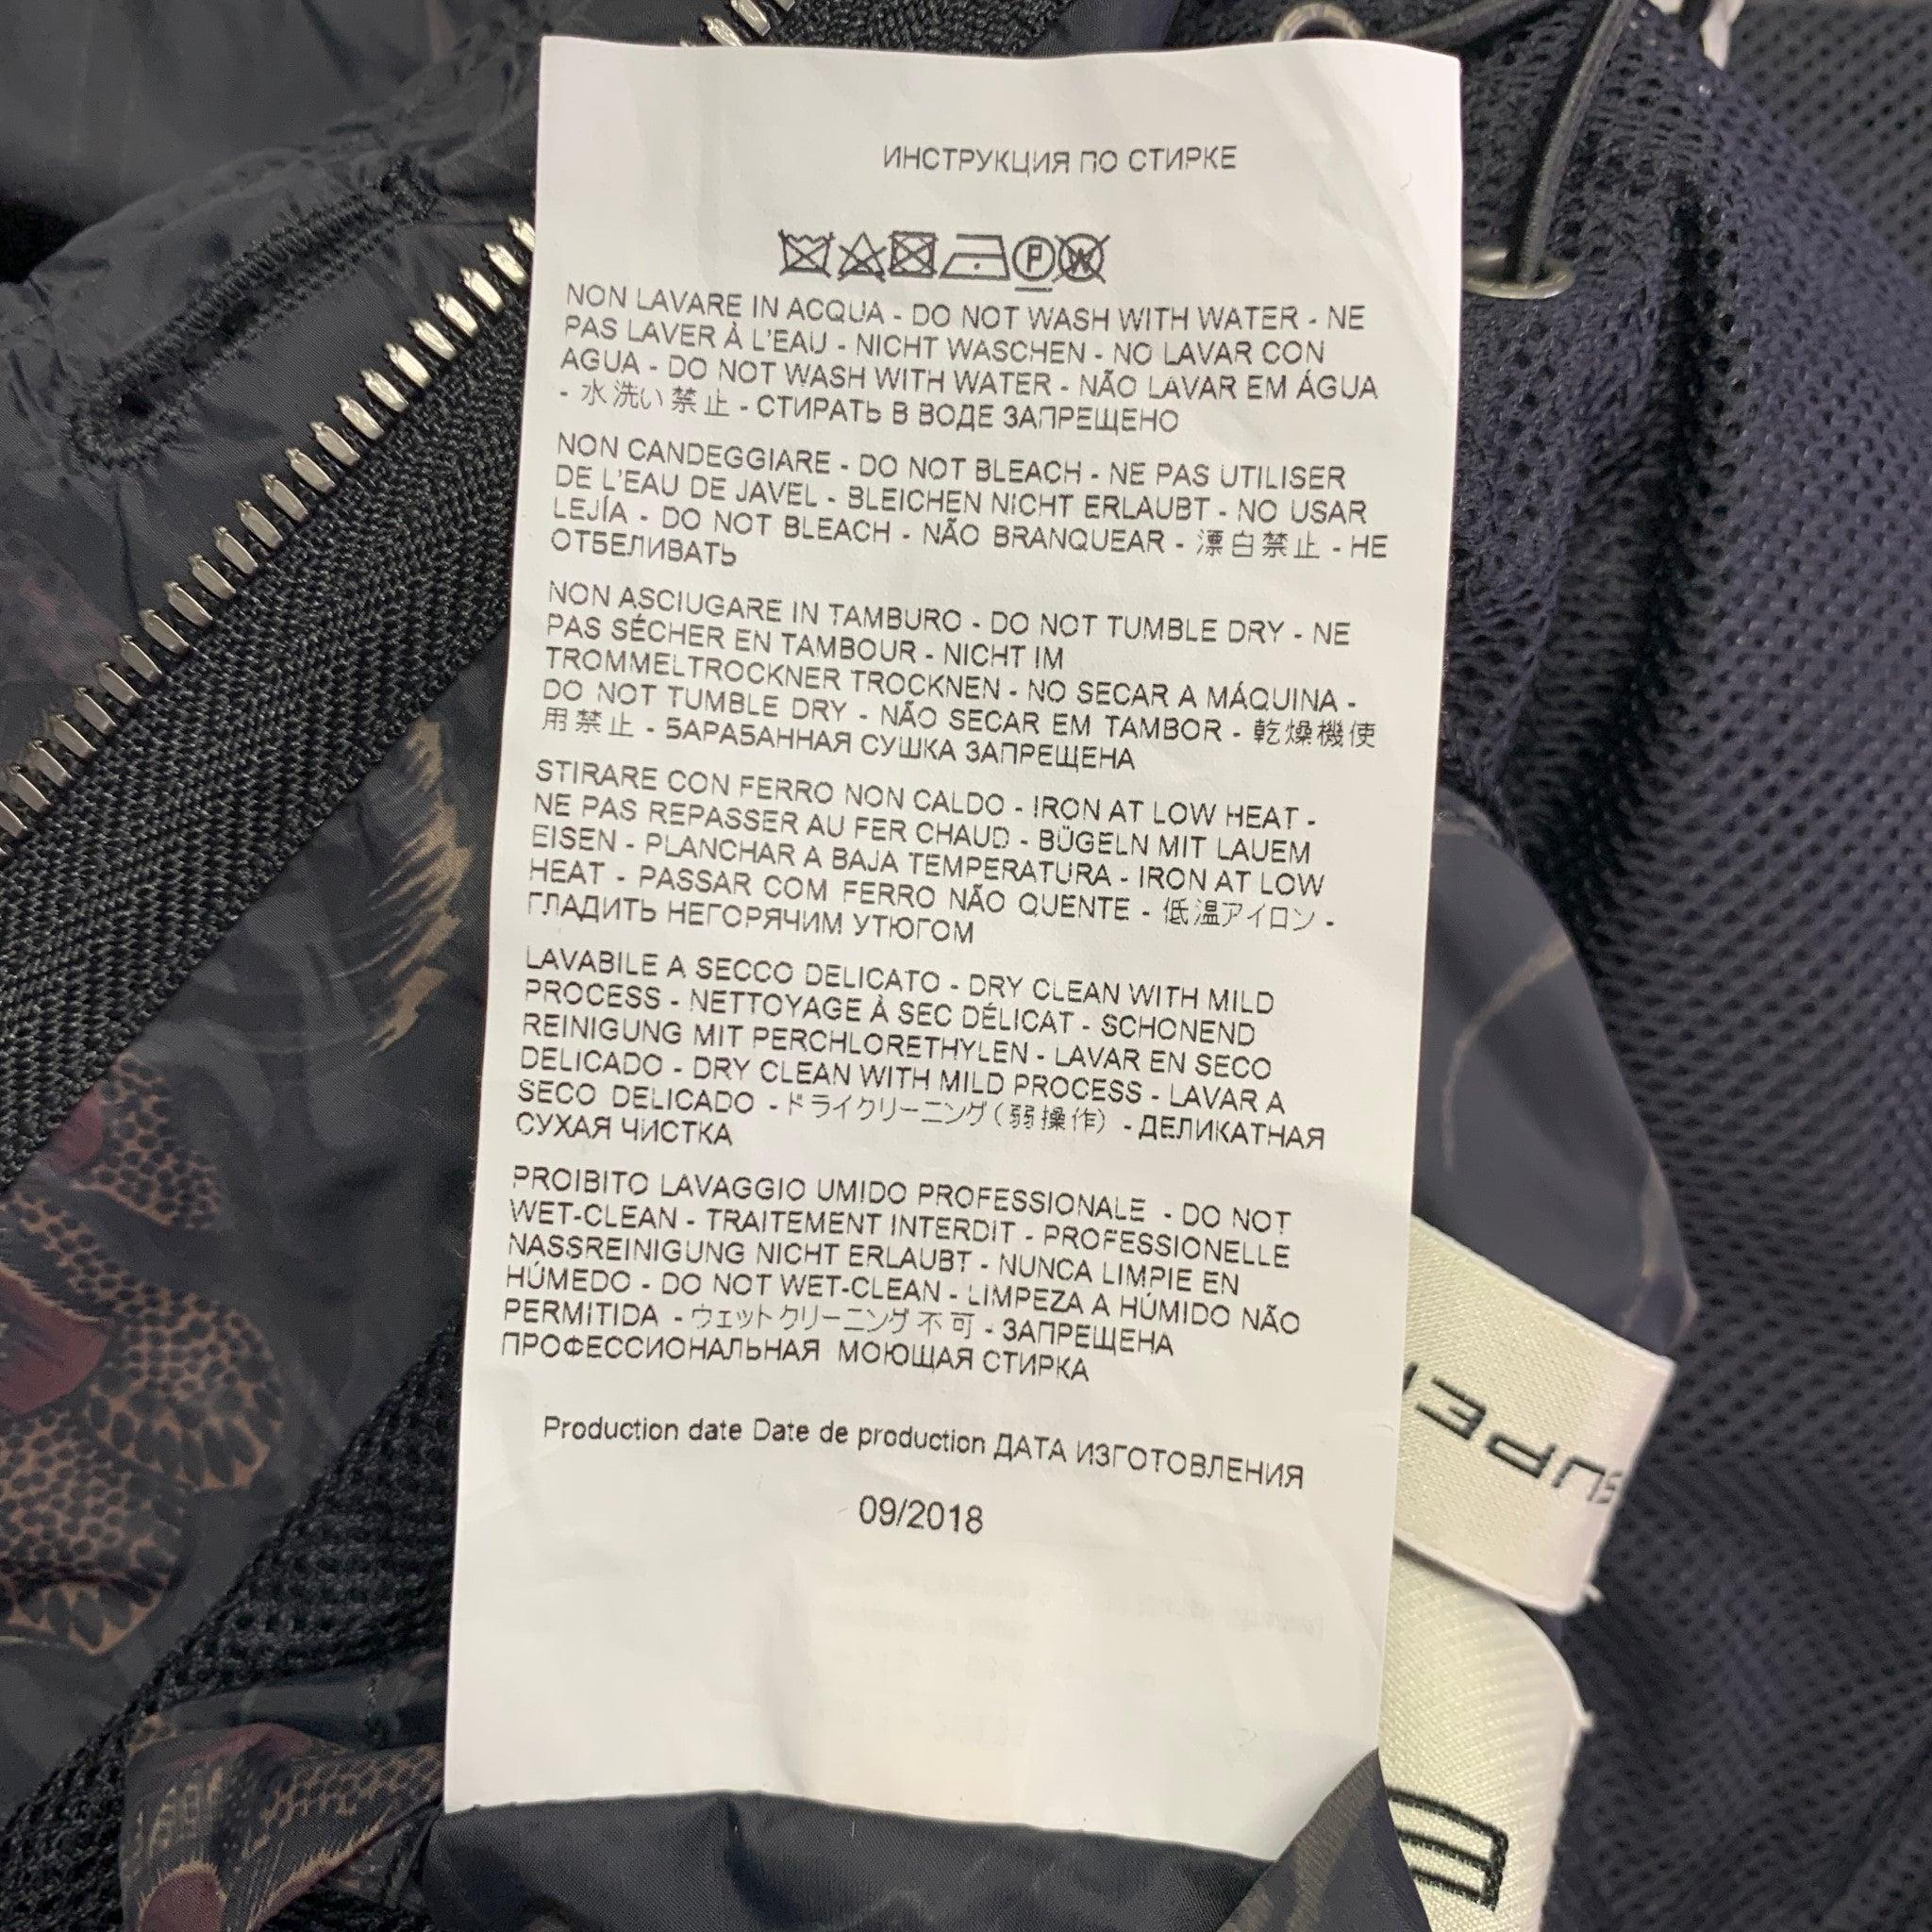 ИНСТРУКЦИЯ ПО СТИРКЕ
P W
NON LAVARE IN ACQUA - DO NOT WASH WITH WATER - NE
PAS LAVER À L'EAU - NICHT WASCHEN - NO LAVAR CON
AGUA - DO NOT WASH WITH WATER - NÃO LAVAR EM ÁGUA
- 水洗い禁止 - СТИРАТЬ В ВОДЕ ЗАПРЕЩЕНО
NON CANDEGGIARE - DO NOT BLEACH - NE PAS UTILISER
DE L'EAU DE JAVEL - BLEICHEN NICHT ERLAUBT - NO USAR
LEJÍA - DO NOT BLEACH - NÃO BRANQUEAR - 漂白禁止 - НЕ
ОТБЕЛИВАТЬ
NON ASCIUGARE IN TAMBURO - DO NOT TUMBLE DRY - NE
PAS SÉCHER EN TAMBOUR - NICHT IM
TROMMELTROCKNER TROCKNEN - NO SECAR A MÁQUINA -
DO NOT TUMBLE DRY - NÃO SECAR EM TAMBOR - 乾燥機使
用禁止 - БАРАБАННАЯ СУШКА ЗАПРЕЩЕНА
STIRARE CON FERRO NON CALDO - IRON AT LOW HEAT -
NE PAS REPASSER AU FER CHAUD - BÜGELN MIT LAUEM
EISEN - PLANCHAR A BAJA TEMPERATURA - IRON AT LOW
HEAT - PASSAR COM FERRO NÃO QUENTE - 低温アイロン -
ГЛАДИТЬ НЕГОРЯЧИМ УТЮГОМ
LAVABILE A SECCO DELICATO - DRY CLEAN WITH MILD
PROCESS - NETTOYAGE À SEC DÉLICAT - SCHONEND
REINIGUNG MIT PERCHLORETHYLEN - LAVAR EN SECO
DELICADO - DRY CLEAN WITH MILD PROCESS - LAVAR A
SECO DELICADO - ドライクリーニング(弱操作) - ДЕЛИКАТНАЯ
СУХАЯ ЧИСТКА
PROIBITO LAVAGGIO UMIDO PROFESSIONALE - DO NOT
WET-CLEAN - TRAITEMENT INTERDIT - PROFESSIONELLE
NASSREINIGUNG NICHT ERLAUBT - NUNCA LIMPIE EN
HÚMEDO - DO NOT WET-CLEAN - LIMPEZA A HÚMIDO NÃO
PERMITIDA - ウェットクリーニング不可 - ЗАПРЕЩЕНА
ПРОФЕССИОНАЛЬНАЯ МОЮЩАЯ СТИРКА
Production date Date de production ДАТА ИЗГОТОВЛЕНИЯ
09/2018